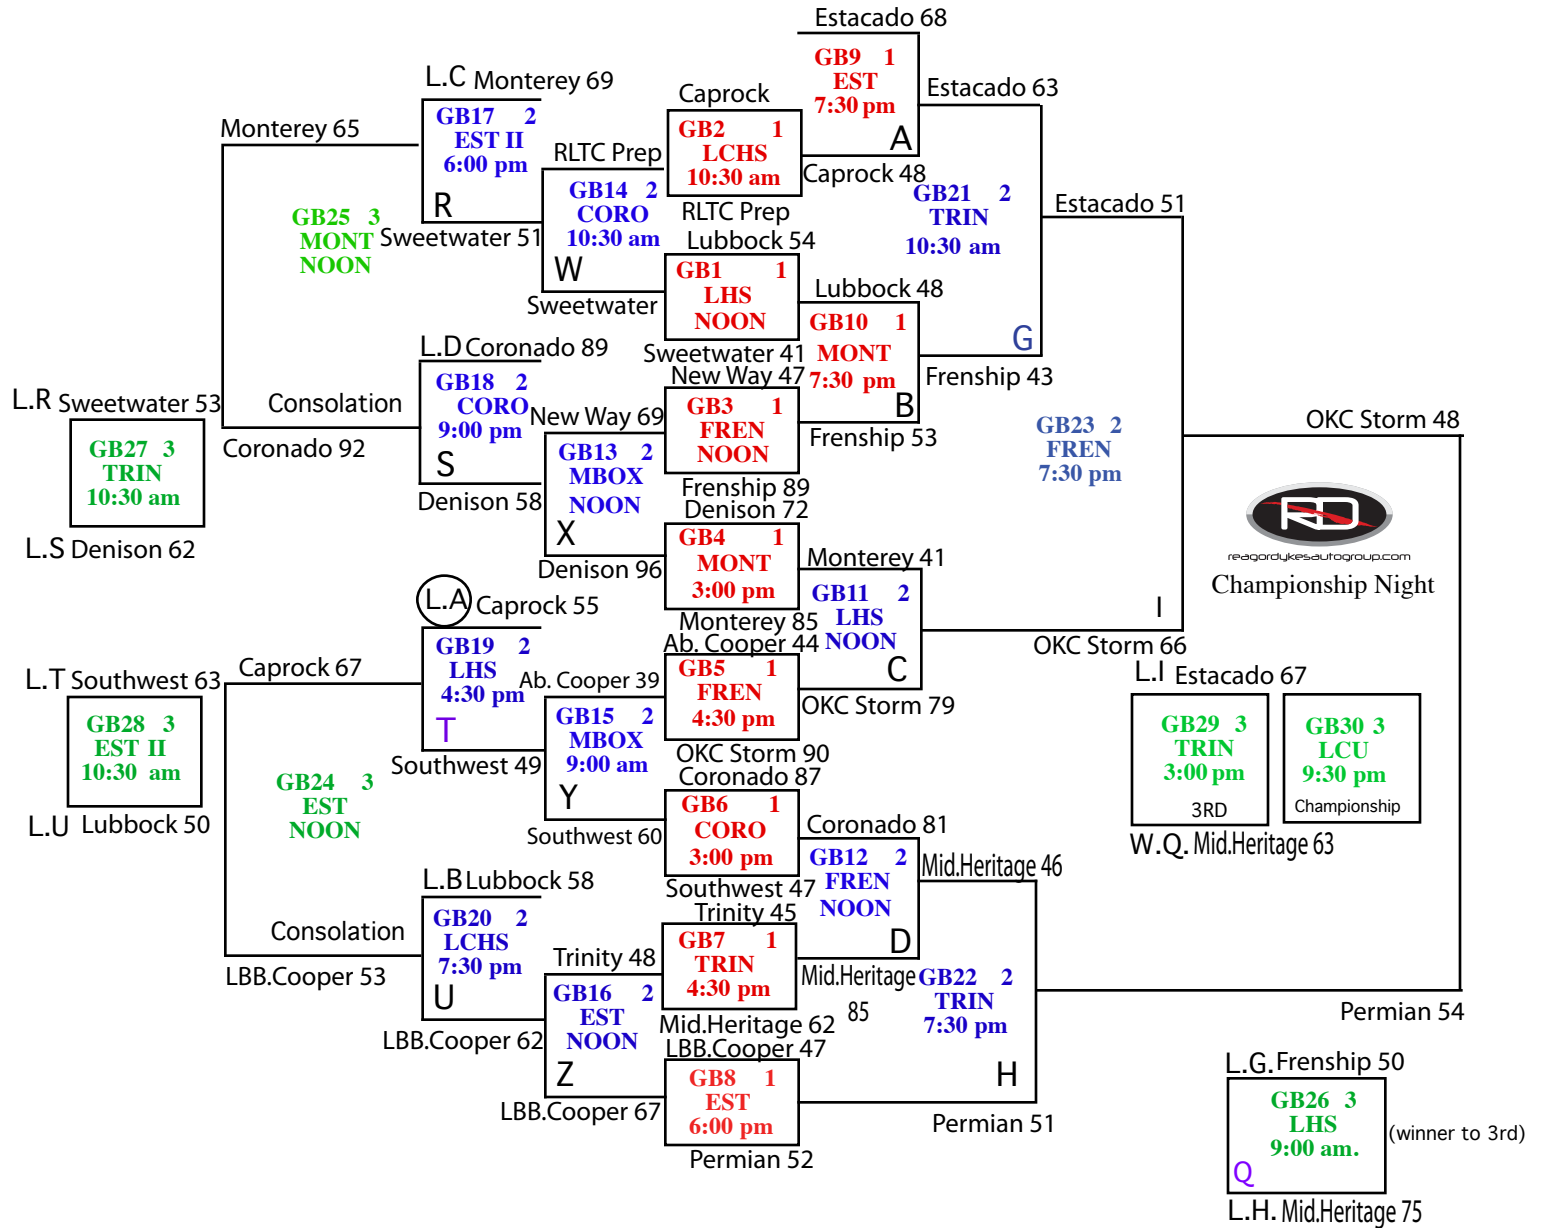 Estacado 68
GB9 1
EST
7:30 pm
A
Caprock 48
Estacado 63
L.C Monterey 69
GB17 2
EST II
6:00 pm
R
Sweetwater 51
Monterey 65
GB25 3
MONT
NOON
Consolation
Coronado 92
RLTC Prep
GB14 2
CORO
10:30 am
W
Sweetwater
Caprock
GB2 1
LCHS
10:30 am
RLTC Prep
Lubbock 54
GB1 1
LHS
NOON
Sweetwater 41
Lubbock 48
GB10 1
MONT
7:30 pm
B
Frenship 53
GB21 2
TRIN
10:30 am
G
Frenship 43
Estacado 51
L.D Coronado 89
GB18 2
CORO
9:00 pm
S
Denison 58
L.R Sweetwater 53
GB27 3
TRIN
10:30 am
L.S Denison 62
New Way 69
GB13 2
MBOX
NOON
X
Denison 96
New Way 47
GB3 1
FREN
NOON
Frenship 89
Denison 72
GB4 1
MONT
3:00 pm
Monterey 85
Monterey 41
GB11 2
LHS
NOON
C
OKC Storm 79
GB23 2
FREN
7:30 pm
I
OKC Storm 66
OKC Storm 48
RD
reagordykesautogroup.com
Championship Night
L.A Caprock 55
GB19 2
LHS
4:30 pm
T
Southwest 49
Caprock 67
L.T Southwest 63
GB28 3
EST II
10:30 am
L.U Lubbock 50
GB24 3
EST
NOON
Consolation
LBB.Cooper 53
Ab. Cooper 39
GB15 2
MBOX
9:00 am
Y
Southwest 60
Ab. Cooper 44
GB5 1
FREN
4:30 pm
OKC Storm 90
Coronado 87
GB6 1
CORO
3:00 pm
Southwest 47
Coronado 81
GB12 2
FREN
NOON
D
Mid.Heritage
85
Mid.Heritage 46
L.I Estacado 67
GB29 3
TRIN
3:00 pm
3RD
W.Q. Mid.Heritage 63
GB30 3
LCU
9:30 pm
Championship
L.B Lubbock 58
GB20 2
LCHS
7:30 pm
U
LBB.Cooper 62
Trinity 48
GB16 2
EST
NOON
Z
LBB.Cooper 67
Trinity 45
GB7 1
TRIN
4:30 pm
Mid.Heritage 62
LBB.Cooper 47
GB8 1
EST
6:00 pm
Permian 52
GB22 2
TRIN
7:30 pm
H
Permian 51
Permian 54
L.G. Frenship 50
GB26 3
LHS
9:00 am.
Q
(winner to 3rd)
L.H. Mid.Heritage 75